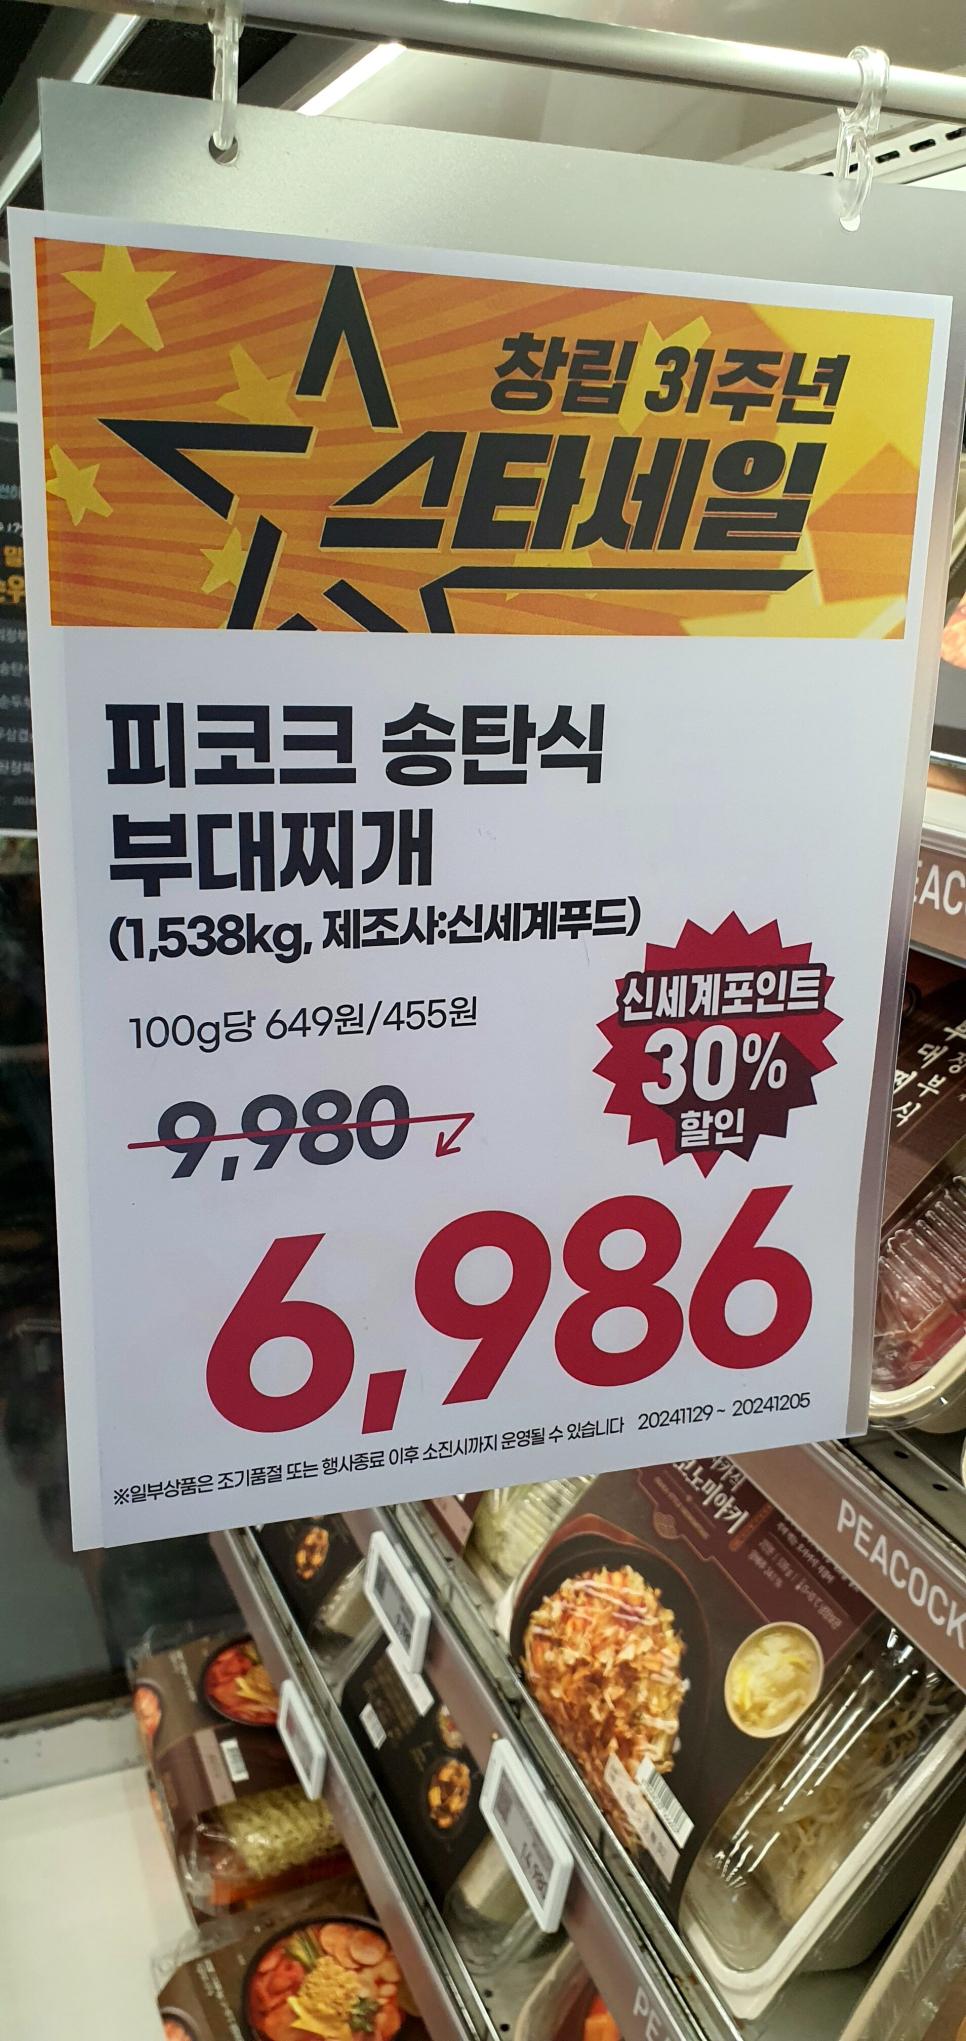 창립 31주년
스타세일
피코크 송탄식
부대찌개
(1,538kg, 제조사:신세계푸드)
100g당 649원/455원
신세계포인트
30%
할인
9,980
6,986
※일부상품은 조기품절 또는 행사종료 이후 소진시까지 운영될 수 있습니다 20241129~ 20241205
PEACOCK